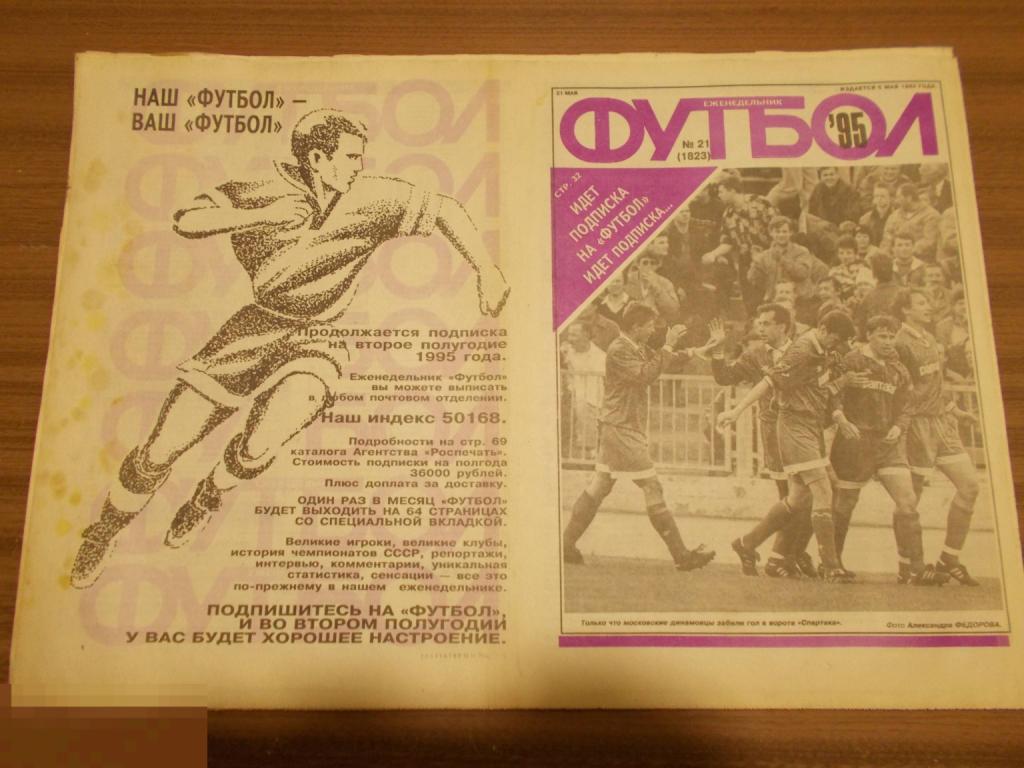 НАШ «ФУТБОЛ» –
ВАШ «ФУТБОЛ»
Продолжается подписка
на второе полугодие
1995 года.
Еженедельник «Футбол»
вы можете выписать
в любом почтовом отделении.
Наш индекс 50168.
Подробности на стр. 69
каталога Агентства «Роспечать».
Стоимость подписки на полгода
36000 рублей.
Плюс доплата за доставку.
ОДИН РАЗ В МЕСЯЦ «ФУТБОЛ»
БУДЕТ ВЫХОДИТЬ НА 64 СТРАНИЦАХ
СО СПЕЦИАЛЬНОЙ ВКЛАДКОЙ.
Великие игроки, великие клубы,
история чемпионатов СССР, репортажи,
интервью, комментарии, уникальная
статистика, сенсации — все это
по-прежнему в нашем еженедельнике.
ПОДПИШИТЕСЬ НА «ФУТБОЛ»,
И ВО ВТОРОМ ПОЛУГОДИИ
У ВАС БУДЕТ ХОРОШЕЕ НАСТРОЕНИЕ.
21 МАЯ
ИЗДАЕТСЯ С МАЯ 1960 ГОДА
ЕЖЕНЕДЕЛЬНИК
ФУТБОЛ
'95
№ 21
(1823)
СТР. 32
ИДЕТ
ПОДПИСКА
НА «ФУТБОЛ»
ИДЕТ ПОДПИСКА...
Только что московские динамовцы забили гол в ворота «Спартака».
Фото Александра ФЕДОРОВА.